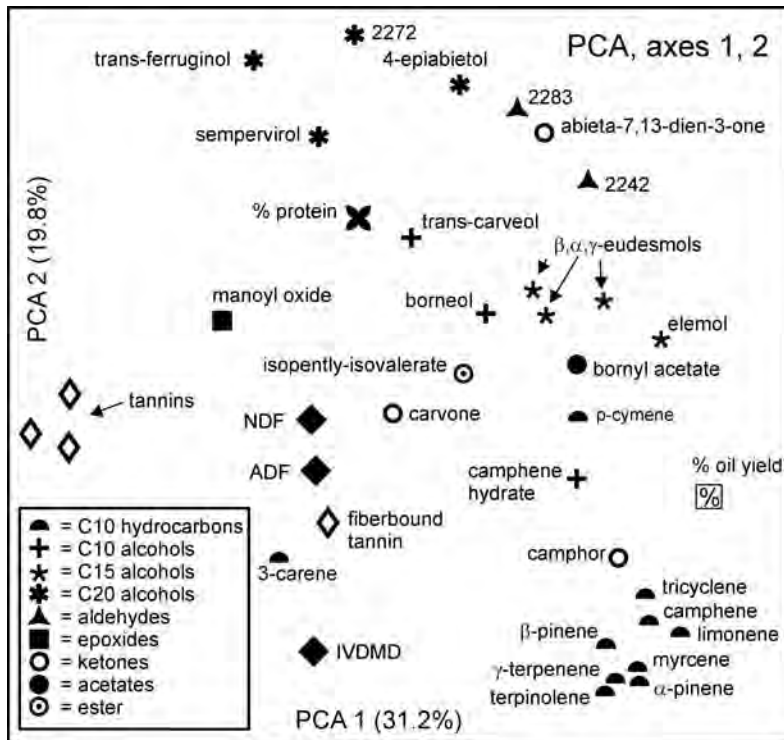 PCA, axes 1, 2
2272
trans-ferruginol
4-epiabietol
2283
abieta-7,13-dien-3-one
sempervirol
2242
% protein
trans-carveol
β,α,γ-eudesmols
PCA 2 (19.8%)
manoyl oxide
borneol
elemol
isopently-isovalerate
bornyl acetate
tannins
NDF
carvone
p-cymene
ADF
camphene
hydrate
% oil yield
%
fiberbound
tannin
3-carene
camphor
tricyclene
camphene
limonene
β-pinene
IVDMD
myrcene
γ-terpenene
α-pinene
terpinolene
PCA 1 (31.2%)
= C10 hydrocarbons
= C10 alcohols
= C15 alcohols
= C20 alcohols
= aldehydes
= epoxides
= ketones
= acetates
= ester